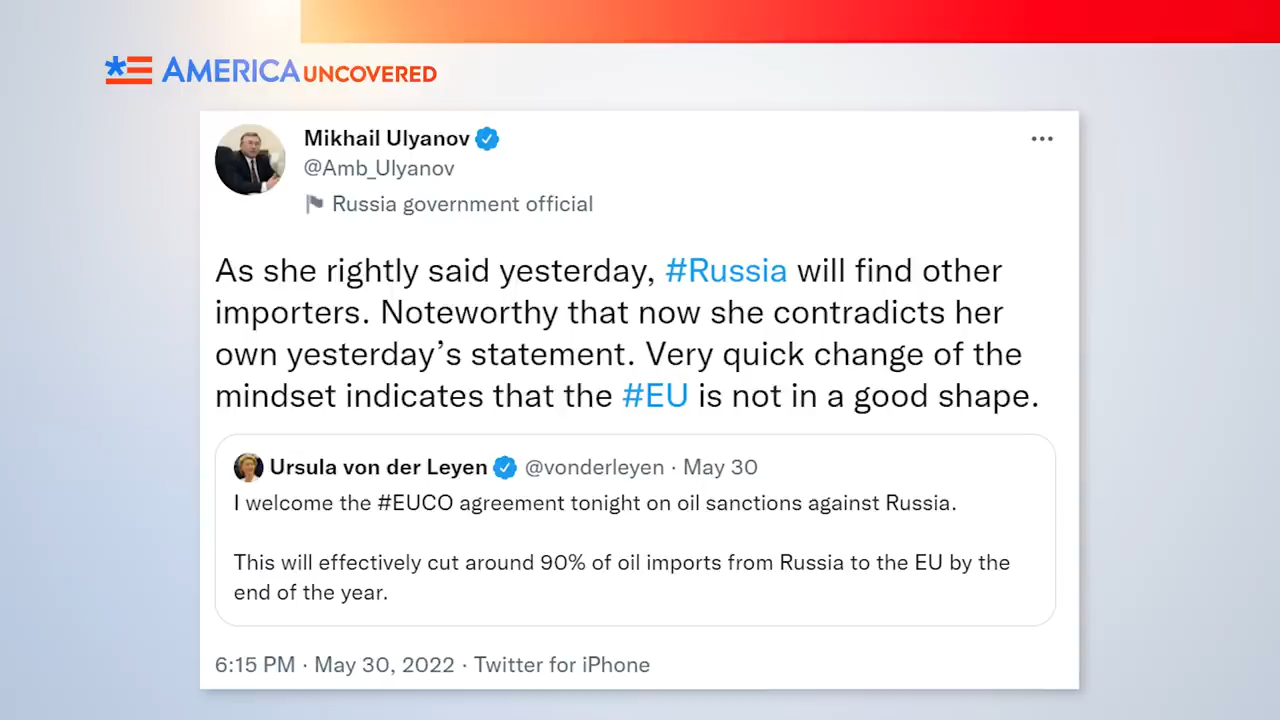 AMERICA UNCOVERED
Mikhail Ulyanov
@Amb_Ulyanov
Russia government official
As she rightly said yesterday, #Russia will find other
importers. Noteworthy that now she contradicts her
own yesterday’s statement. Very quick change of the
mindset indicates that the #EU is not in a good shape.
Ursula von der Leyen @vonderleyen · May 30
I welcome the #EUCO agreement tonight on oil sanctions against Russia.
This will effectively cut around 90% of oil imports from Russia to the EU by the
end of the year.
6:15 PM · May 30, 2022 · Twitter for iPhone